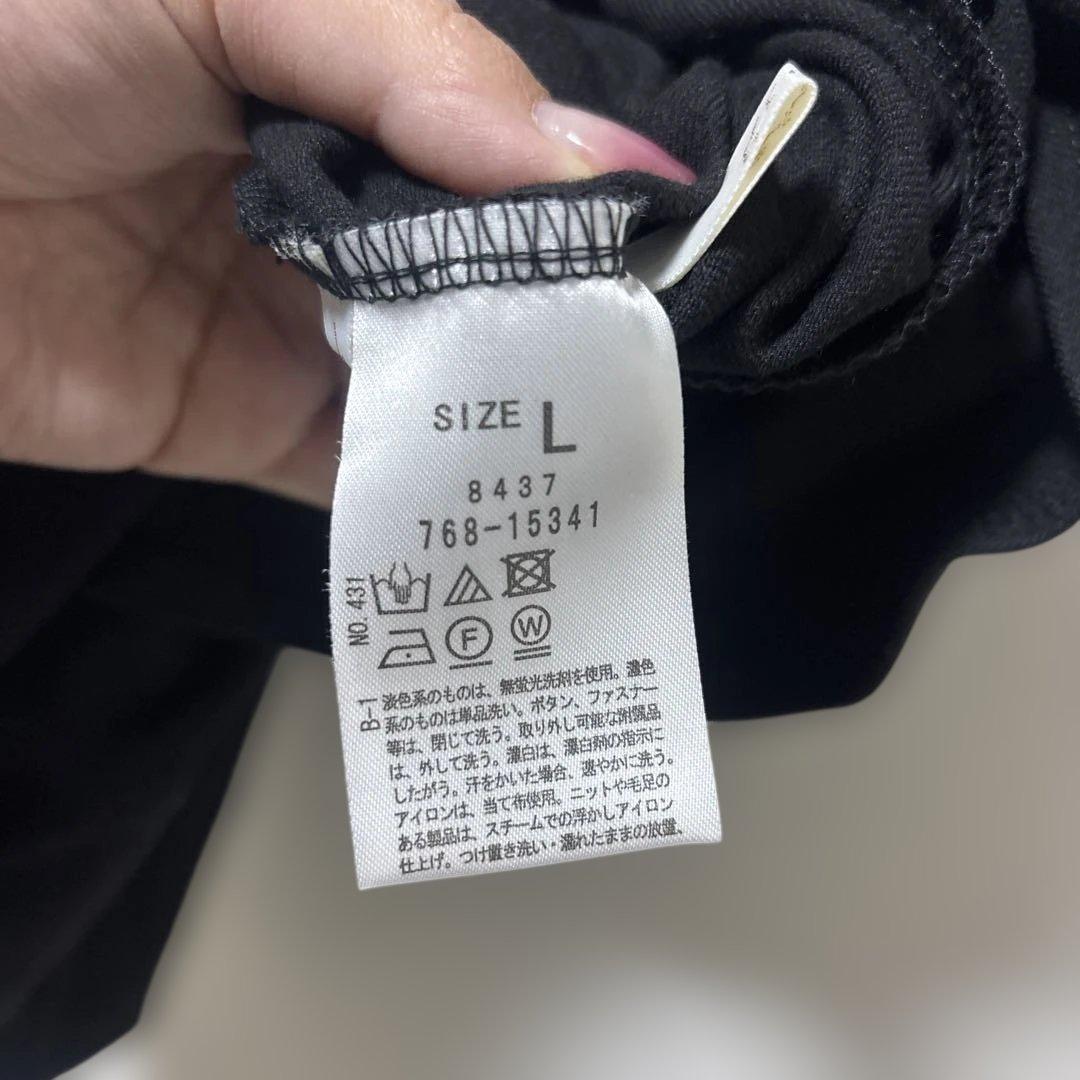 SIZE L
8437
768-15341
NO.431
F W
B-1
淡色系のものは、無蛍光洗剤を使用。濃色
系のものは単品洗い。ボタン、ファスナー
等は、閉じて洗う。取り外し可能な附属品
は、外して洗う。漂白は、漂白剤の指示に
したがう。汗をかいた場合、速やかに洗う。
アイロンは、当て布使用。ニットや毛足の
ある製品は、スチームでの浮かしアイロン
仕上げ。つけ置き洗い・濡れたままの放置、